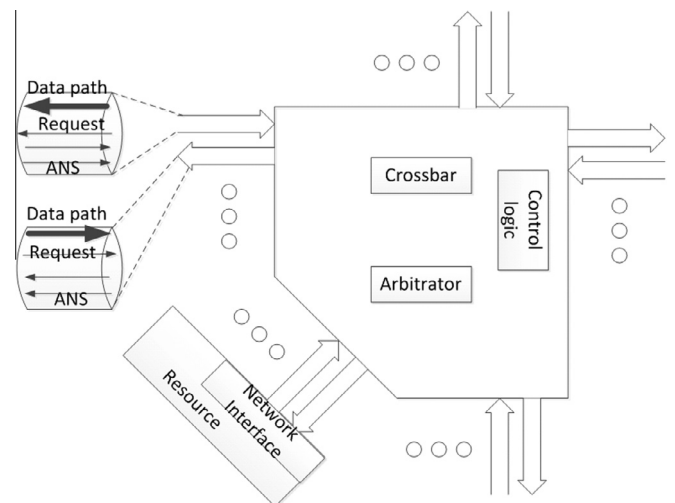 Data path
Request
ANS
Data path
Request
ANS
Crossbar
Control
logic
Arbitrator
Network
Interface
Resource